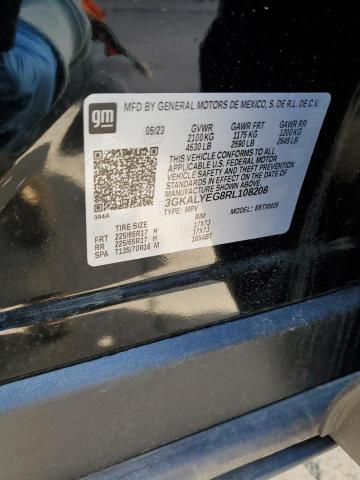 gm
MFD BY GENERAL MOTORS DE MEXICO, S. DE R.L. DE C.V.
05/23 GVWR GAWR FRT GAWR RR
2100 KG 1175 KG 1200 KG
4630 LB 2590 LB 2645 LB
THIS VEHICLE CONFORMS TO ALL APPLICABLE
U.S. FEDERAL MOTOR VEHICLE SAFETY
STANDARDS IN EFFECT ON THE DATE OF
MANUFACTURE SHOWN ABOVE.
3GKALYEG8RL108208
TYPE: MPV MODEL:
384A
TIRE SIZE RIM
FRT 225/65R17 H 17X7J
RR 225/65R17 H 17X7J
SPA T135/70R16 M 16X4BT